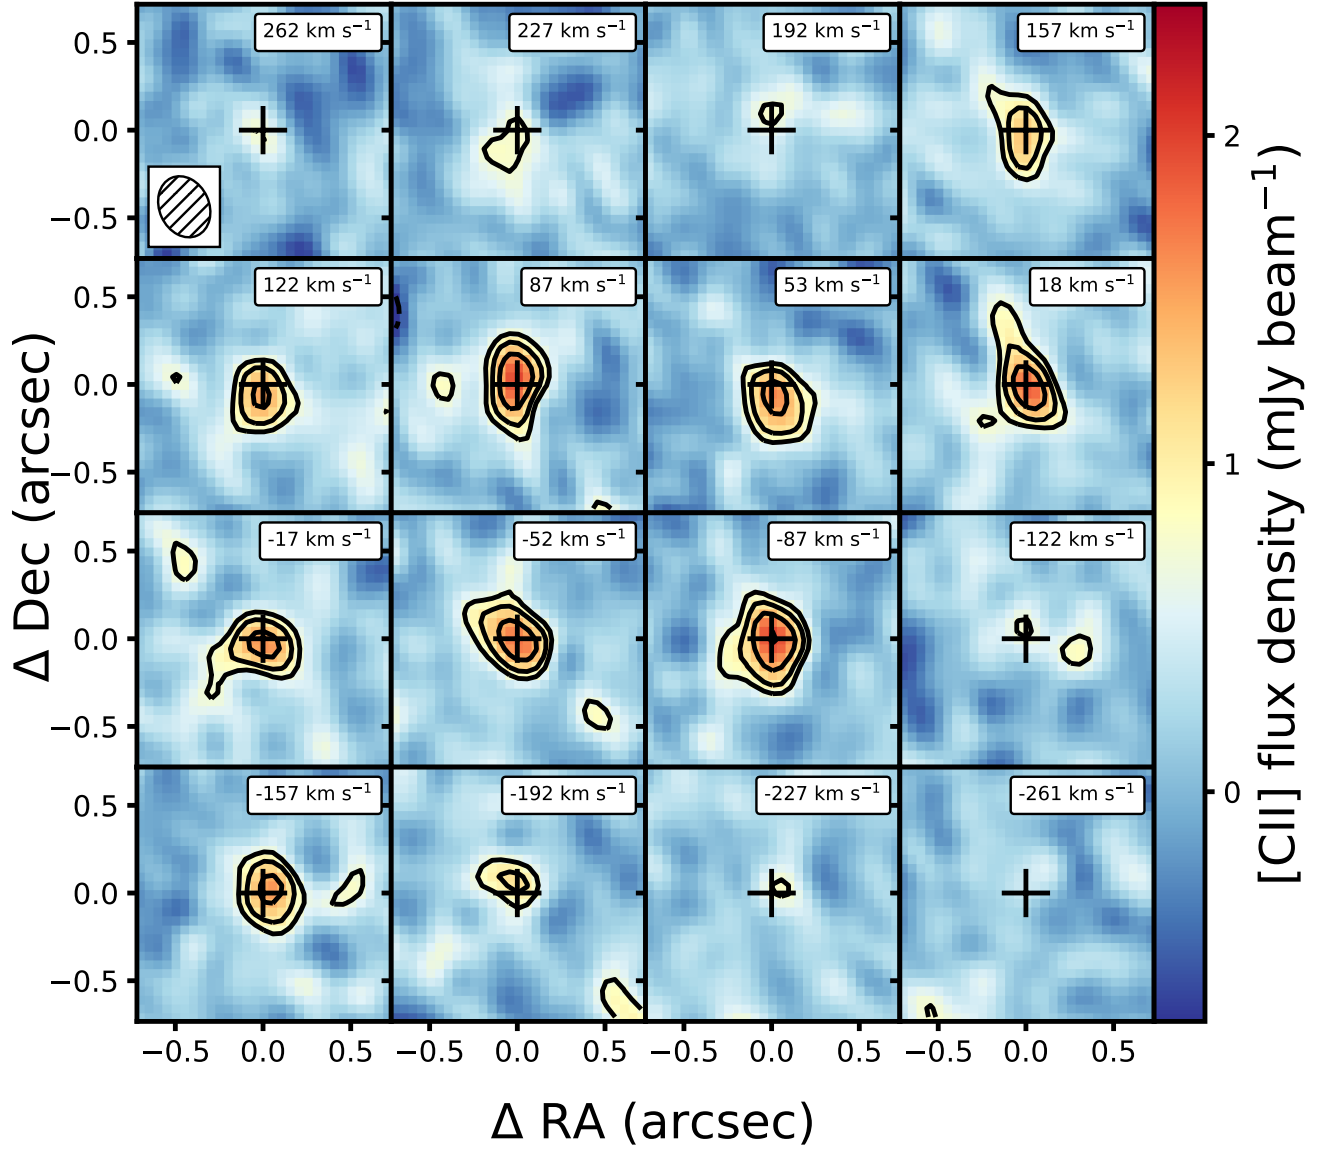 262 km s⁻¹ 227 km s⁻¹ 192 km s⁻¹ 157 km s⁻¹
0.5
0.0
−0.5
122 km s⁻¹ 87 km s⁻¹ 53 km s⁻¹ 18 km s⁻¹
0.5
0.0
−0.5
-17 km s⁻¹ -52 km s⁻¹ -87 km s⁻¹ -122 km s⁻¹
0.5
0.0
−0.5
-157 km s⁻¹ -192 km s⁻¹ -227 km s⁻¹ -261 km s⁻¹
0.5
0.0
−0.5
−0.5 0.0 0.5 −0.5 0.0 0.5 −0.5 0.0 0.5 −0.5 0.0 0.5
Δ RA (arcsec)
Δ Dec (arcsec)
2
1
0
[CII] flux density (mJy beam⁻¹)